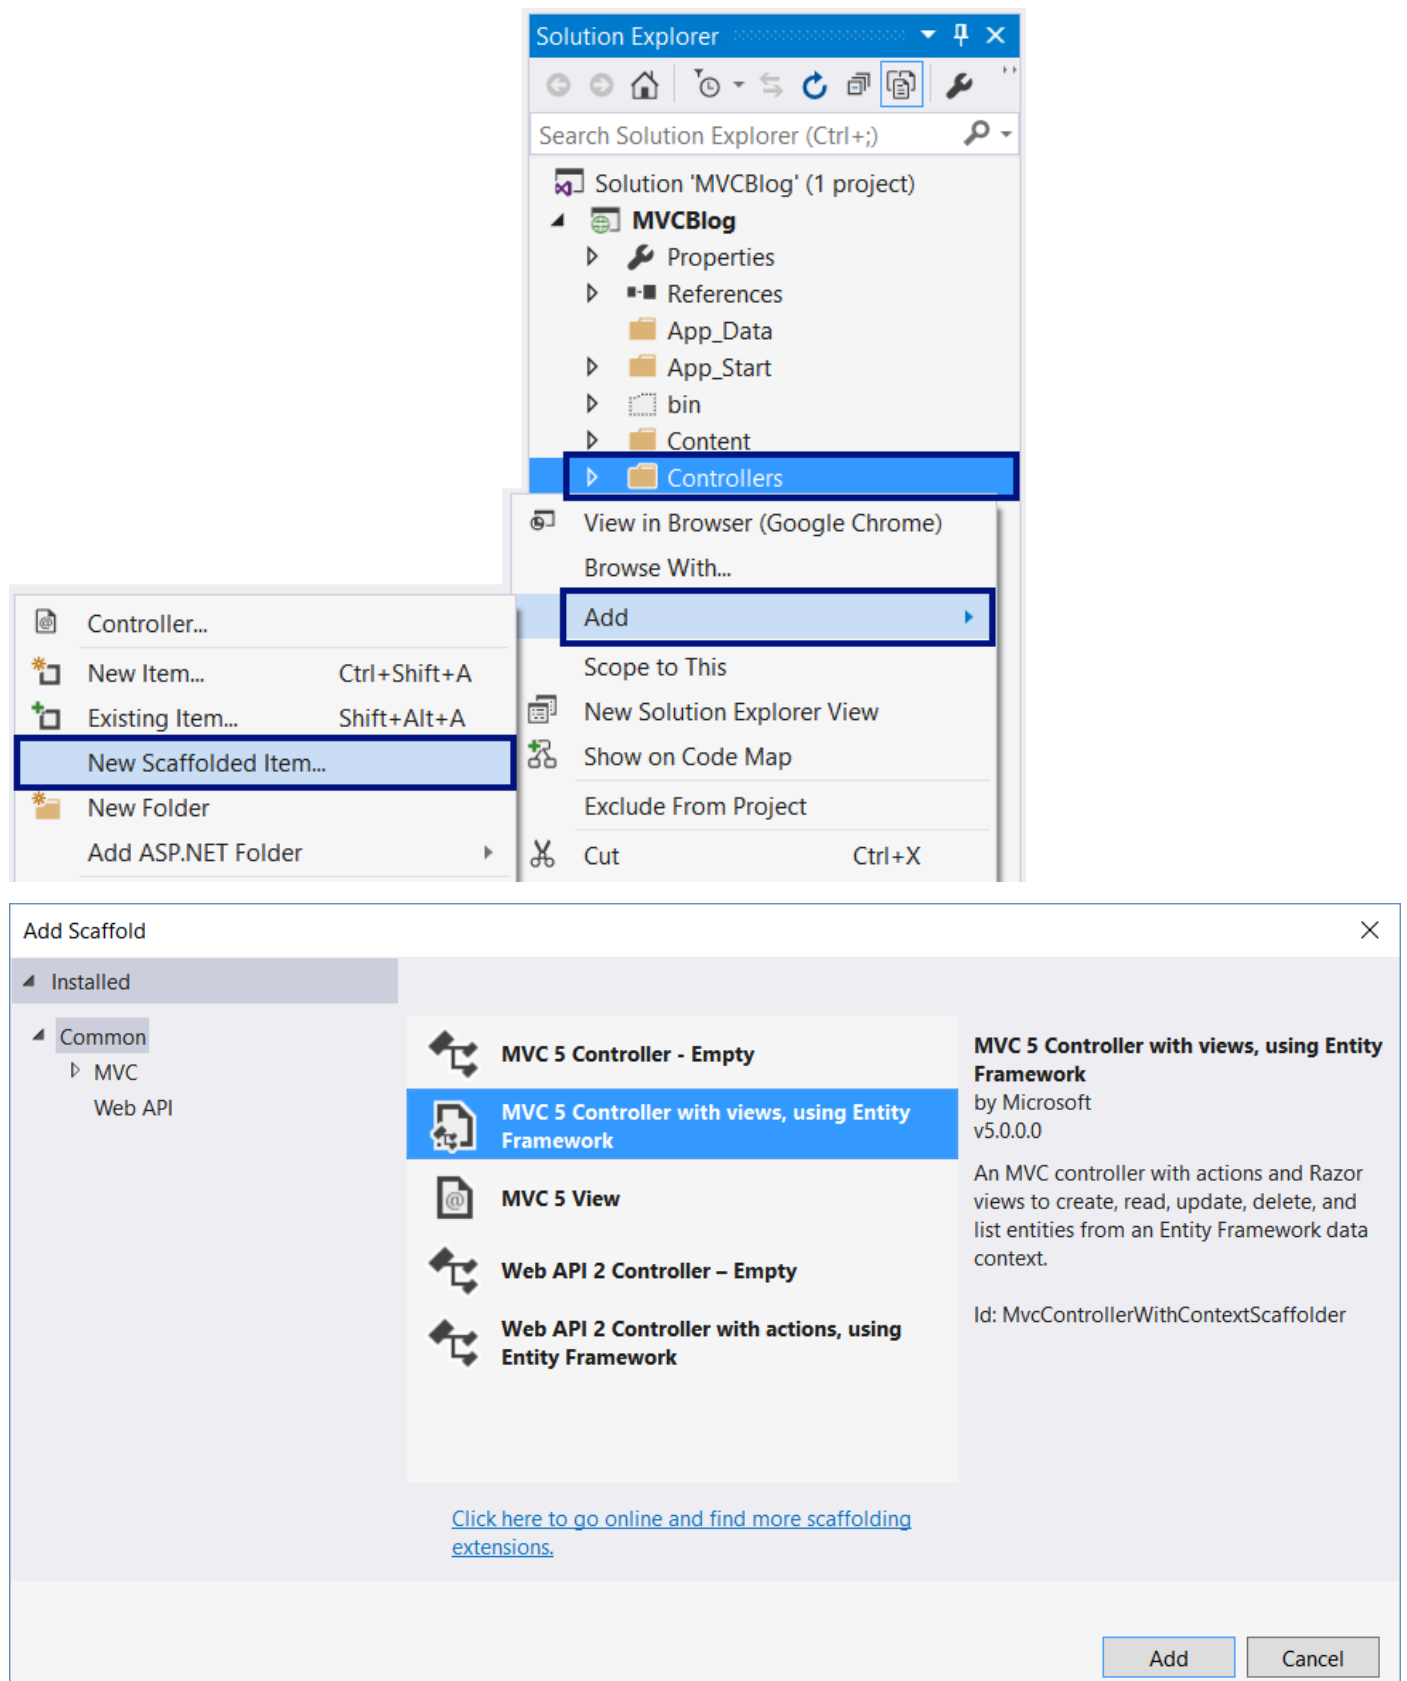 Solution Explorer
Search Solution Explorer (Ctrl+;)
Solution 'MVCBlog' (1 project)
MVCBlog
Properties
References
App_Data
App_Start
bin
Content
Controllers
View in Browser (Google Chrome)
Browse With...
Add
Scope to This
New Solution Explorer View
Show on Code Map
Exclude From Project
Cut Ctrl+X
Controller...
New Item... Ctrl+Shift+A
Existing Item... Shift+Alt+A
New Scaffolded Item...
New Folder
Add ASP.NET Folder
Add Scaffold
Installed
Common
MVC
Web API
MVC 5 Controller - Empty
MVC 5 Controller with views, using Entity
Framework
MVC 5 View
Web API 2 Controller – Empty
Web API 2 Controller with actions, using
Entity Framework
Click here to go online and find more scaffolding
extensions.
MVC 5 Controller with views, using Entity
Framework
by Microsoft
v5.0.0.0
An MVC controller with actions and Razor
views to create, read, update, delete, and
list entities from an Entity Framework data
context.
Id: MvcControllerWithContextScaffolder
Add
Cancel